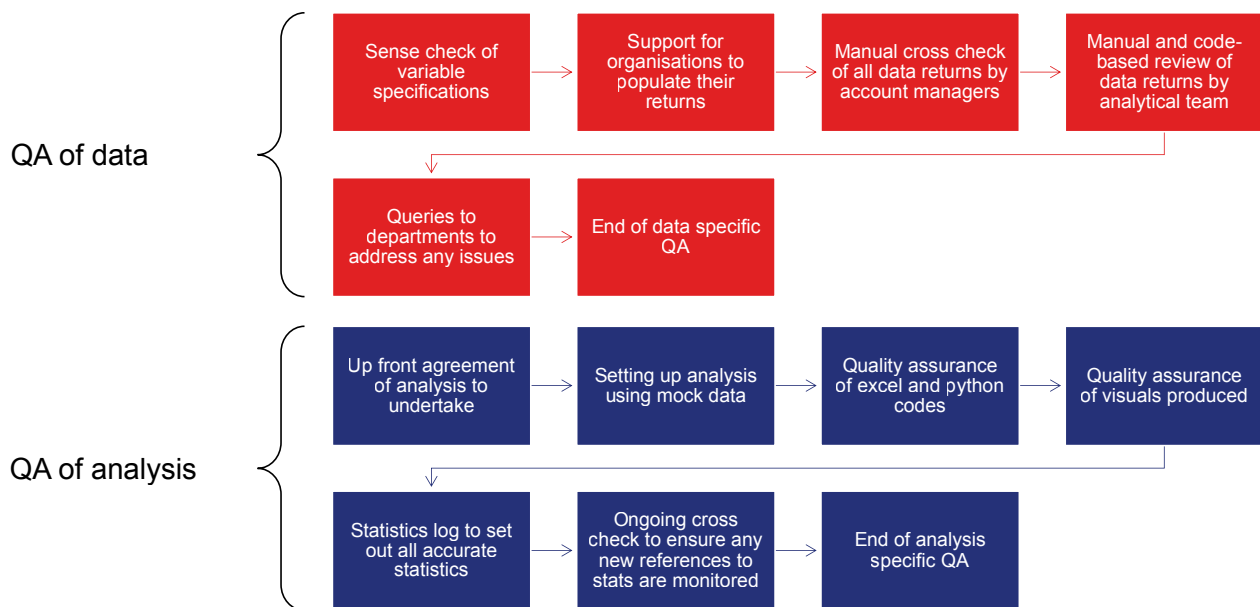 QA of data
Sense check of
variable
specifications
Support for
organisations to
populate their
returns
Manual cross check
of all data returns by
account managers
Manual and code-
based review of
data returns by
analytical team
Queries to
departments to
address any issues
End of data specific
QA
QA of analysis
Up front agreement
of analysis to
undertake
Setting up analysis
using mock data
Quality assurance
of excel and python
codes
Quality assurance
of visuals produced
Statistics log to set
out all accurate
statistics
Ongoing cross
check to ensure any
new references to
stats are monitored
End of analysis
specific QA